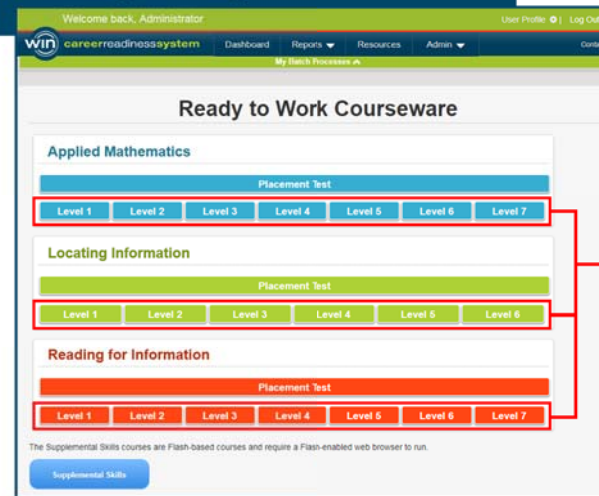 Welcome back, Administrator
User Profile | Log Out
win careerreadinesssystem Dashboard Reports Resources Admin
My Batch Processes
Ready to Work Courseware
Applied Mathematics
Placement Test
Level 1 Level 2 Level 3 Level 4 Level 5 Level 6 Level 7
Locating Information
Placement Test
Level 1 Level 2 Level 3 Level 4 Level 5 Level 6
Reading for Information
Placement Test
Level 1 Level 2 Level 3 Level 4 Level 5 Level 6 Level 7
The Supplemental Skills courses are Flash-based courses and require a Flash-enabled web browser to run.
Supplemental Skills